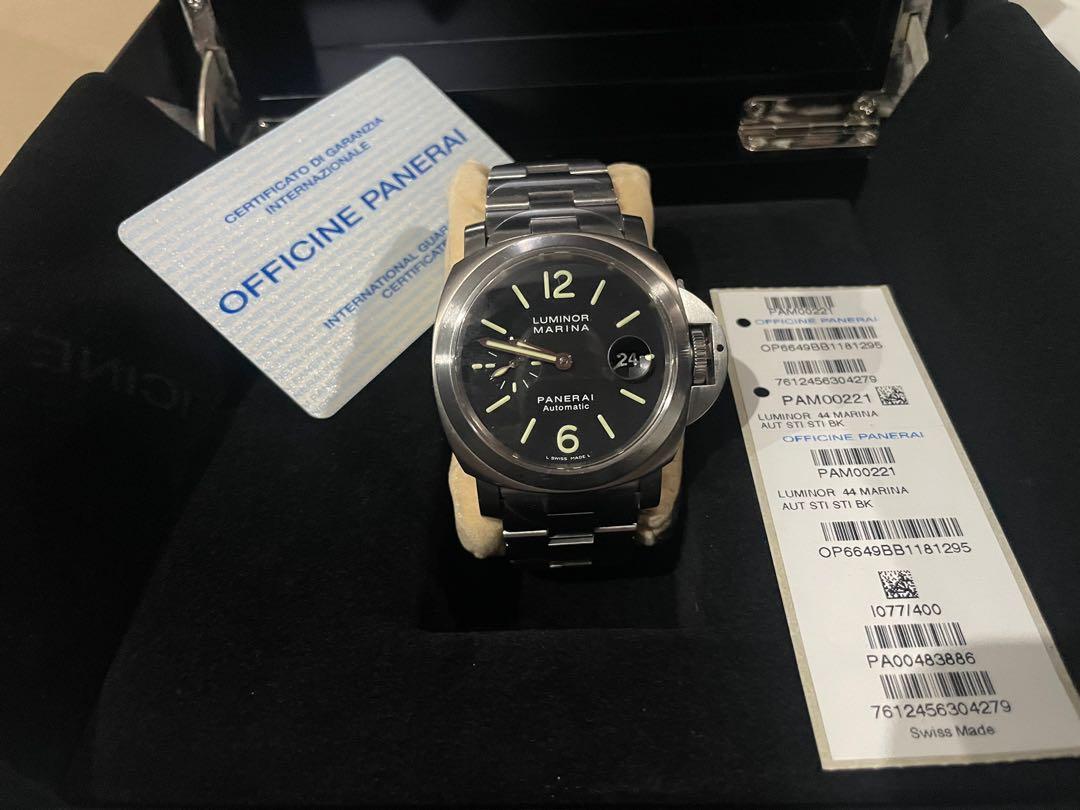 CERTIFICATO DI GARANZIA
INTERNAZIONALE
OFFICINE PANERAI
INTERNATIONAL
CERTIFICATE
12
LUMINOR
MARINA
24
PANERAI
Automatic
6
L SWISS MADE L
PAM00221
OFFICINE PANERAI
OP6649BB1181295
7612456304279
PAM00221
LUMINOR 44 MARINA
AUT STI STI BK
OFFICINE PANERAI
PAM00221
LUMINOR 44 MARINA
AUT STI STI BK
OP6649BB1181295
I077/400
PA00483886
7612456304279
Swiss Made